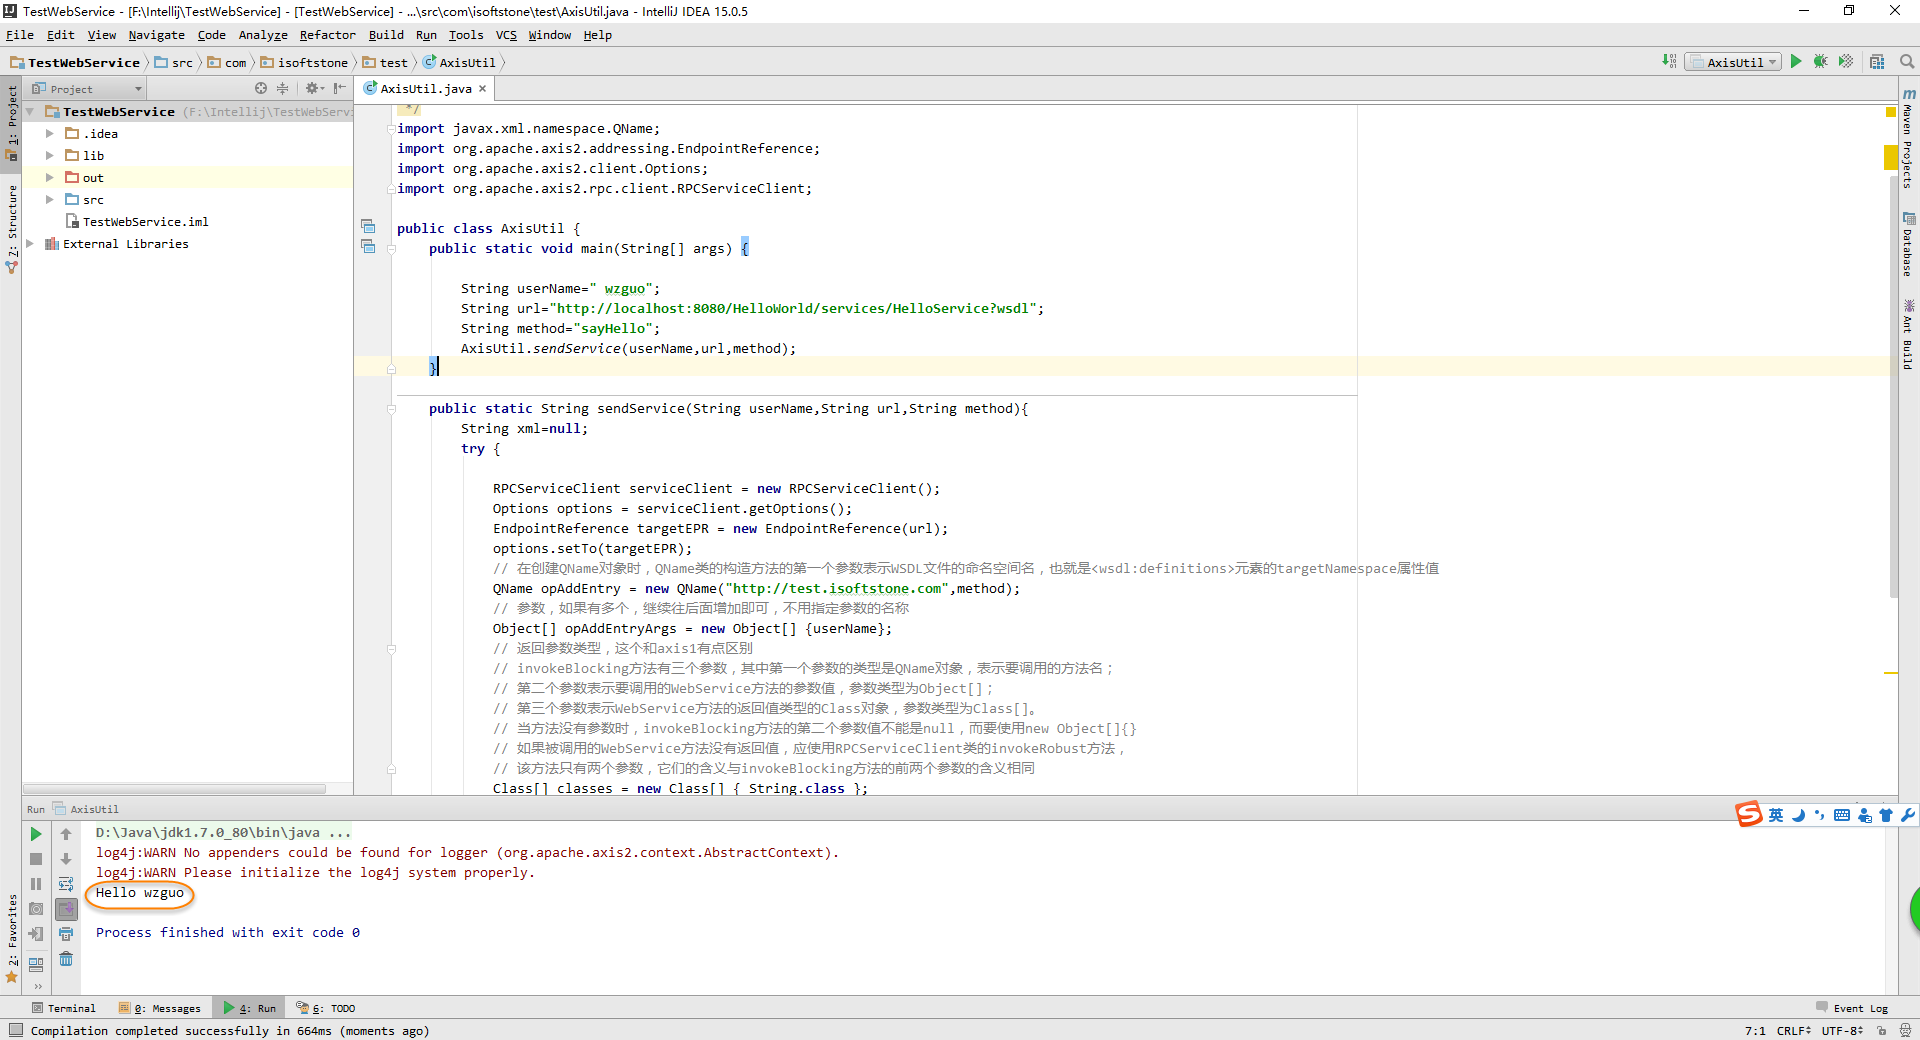 TestWebService - [F:\Intellij\TestWebService] - [TestWebService] - ...\src\com\isoftstone\test\AxisUtil.java - IntelliJ IDEA 15.0.5
File Edit View Navigate Code Analyze Refactor Build Run Tools VCS Window Help
TestWebService src com isoftstone test AxisUtil
AxisUtil
1: Project
7: Structure
2: Favorites
Project
TestWebService (F:\Intellij\TestWebServi
.idea
lib
out
src
TestWebService.iml
External Libraries
AxisUtil.java
*/
import javax.xml.namespace.QName;
import org.apache.axis2.addressing.EndpointReference;
import org.apache.axis2.client.Options;
import org.apache.axis2.rpc.client.RPCServiceClient;
public class AxisUtil {
public static void main(String[] args) {
String userName=" wzguo";
String url="http://localhost:8080/HelloWorld/services/HelloService?wsdl";
String method="sayHello";
AxisUtil.sendService(userName,url,method);
}
public static String sendService(String userName,String url,String method){
String xml=null;
try {
RPCServiceClient serviceClient = new RPCServiceClient();
Options options = serviceClient.getOptions();
EndpointReference targetEPR = new EndpointReference(url);
options.setTo(targetEPR);
// 在创建QName对象时，QName类的构造方法的第一个参数表示WSDL文件的命名空间名，也就是<wsdl:definitions>元素的targetNamespace属性值
QName opAddEntry = new QName("http://test.isoftstone.com",method);
// 参数，如果有多个，继续往后面增加即可，不用指定参数的名称
Object[] opAddEntryArgs = new Object[] {userName};
// 返回参数类型，这个和axis1有点区别
// invokeBlocking方法有三个参数，其中第一个参数的类型是QName对象，表示要调用的方法名；
// 第二个参数表示要调用的WebService方法的参数值，参数类型为Object[]；
// 第三个参数表示WebService方法的返回值类型的Class对象，参数类型为Class[]。
// 当方法没有参数时，invokeBlocking方法的第二个参数值不能是null，而要使用new Object[]{}
// 如果被调用的WebService方法没有返回值，应使用RPCServiceClient类的invokeRobust方法，
// 该方法只有两个参数，它们的含义与invokeBlocking方法的前两个参数的含义相同
Class[] classes = new Class[] { String.class };
Maven Projects
Database
Ant Build
Run AxisUtil
英
D:\Java\jdk1.7.0_80\bin\java ...
log4j:WARN No appenders could be found for logger (org.apache.axis2.context.AbstractContext).
log4j:WARN Please initialize the log4j system properly.
Hello wzguo
Process finished with exit code 0
Terminal 0: Messages 4: Run 6: TODO Event Log
Compilation completed successfully in 664ms (moments ago) 7:1 CRLF UTF-8